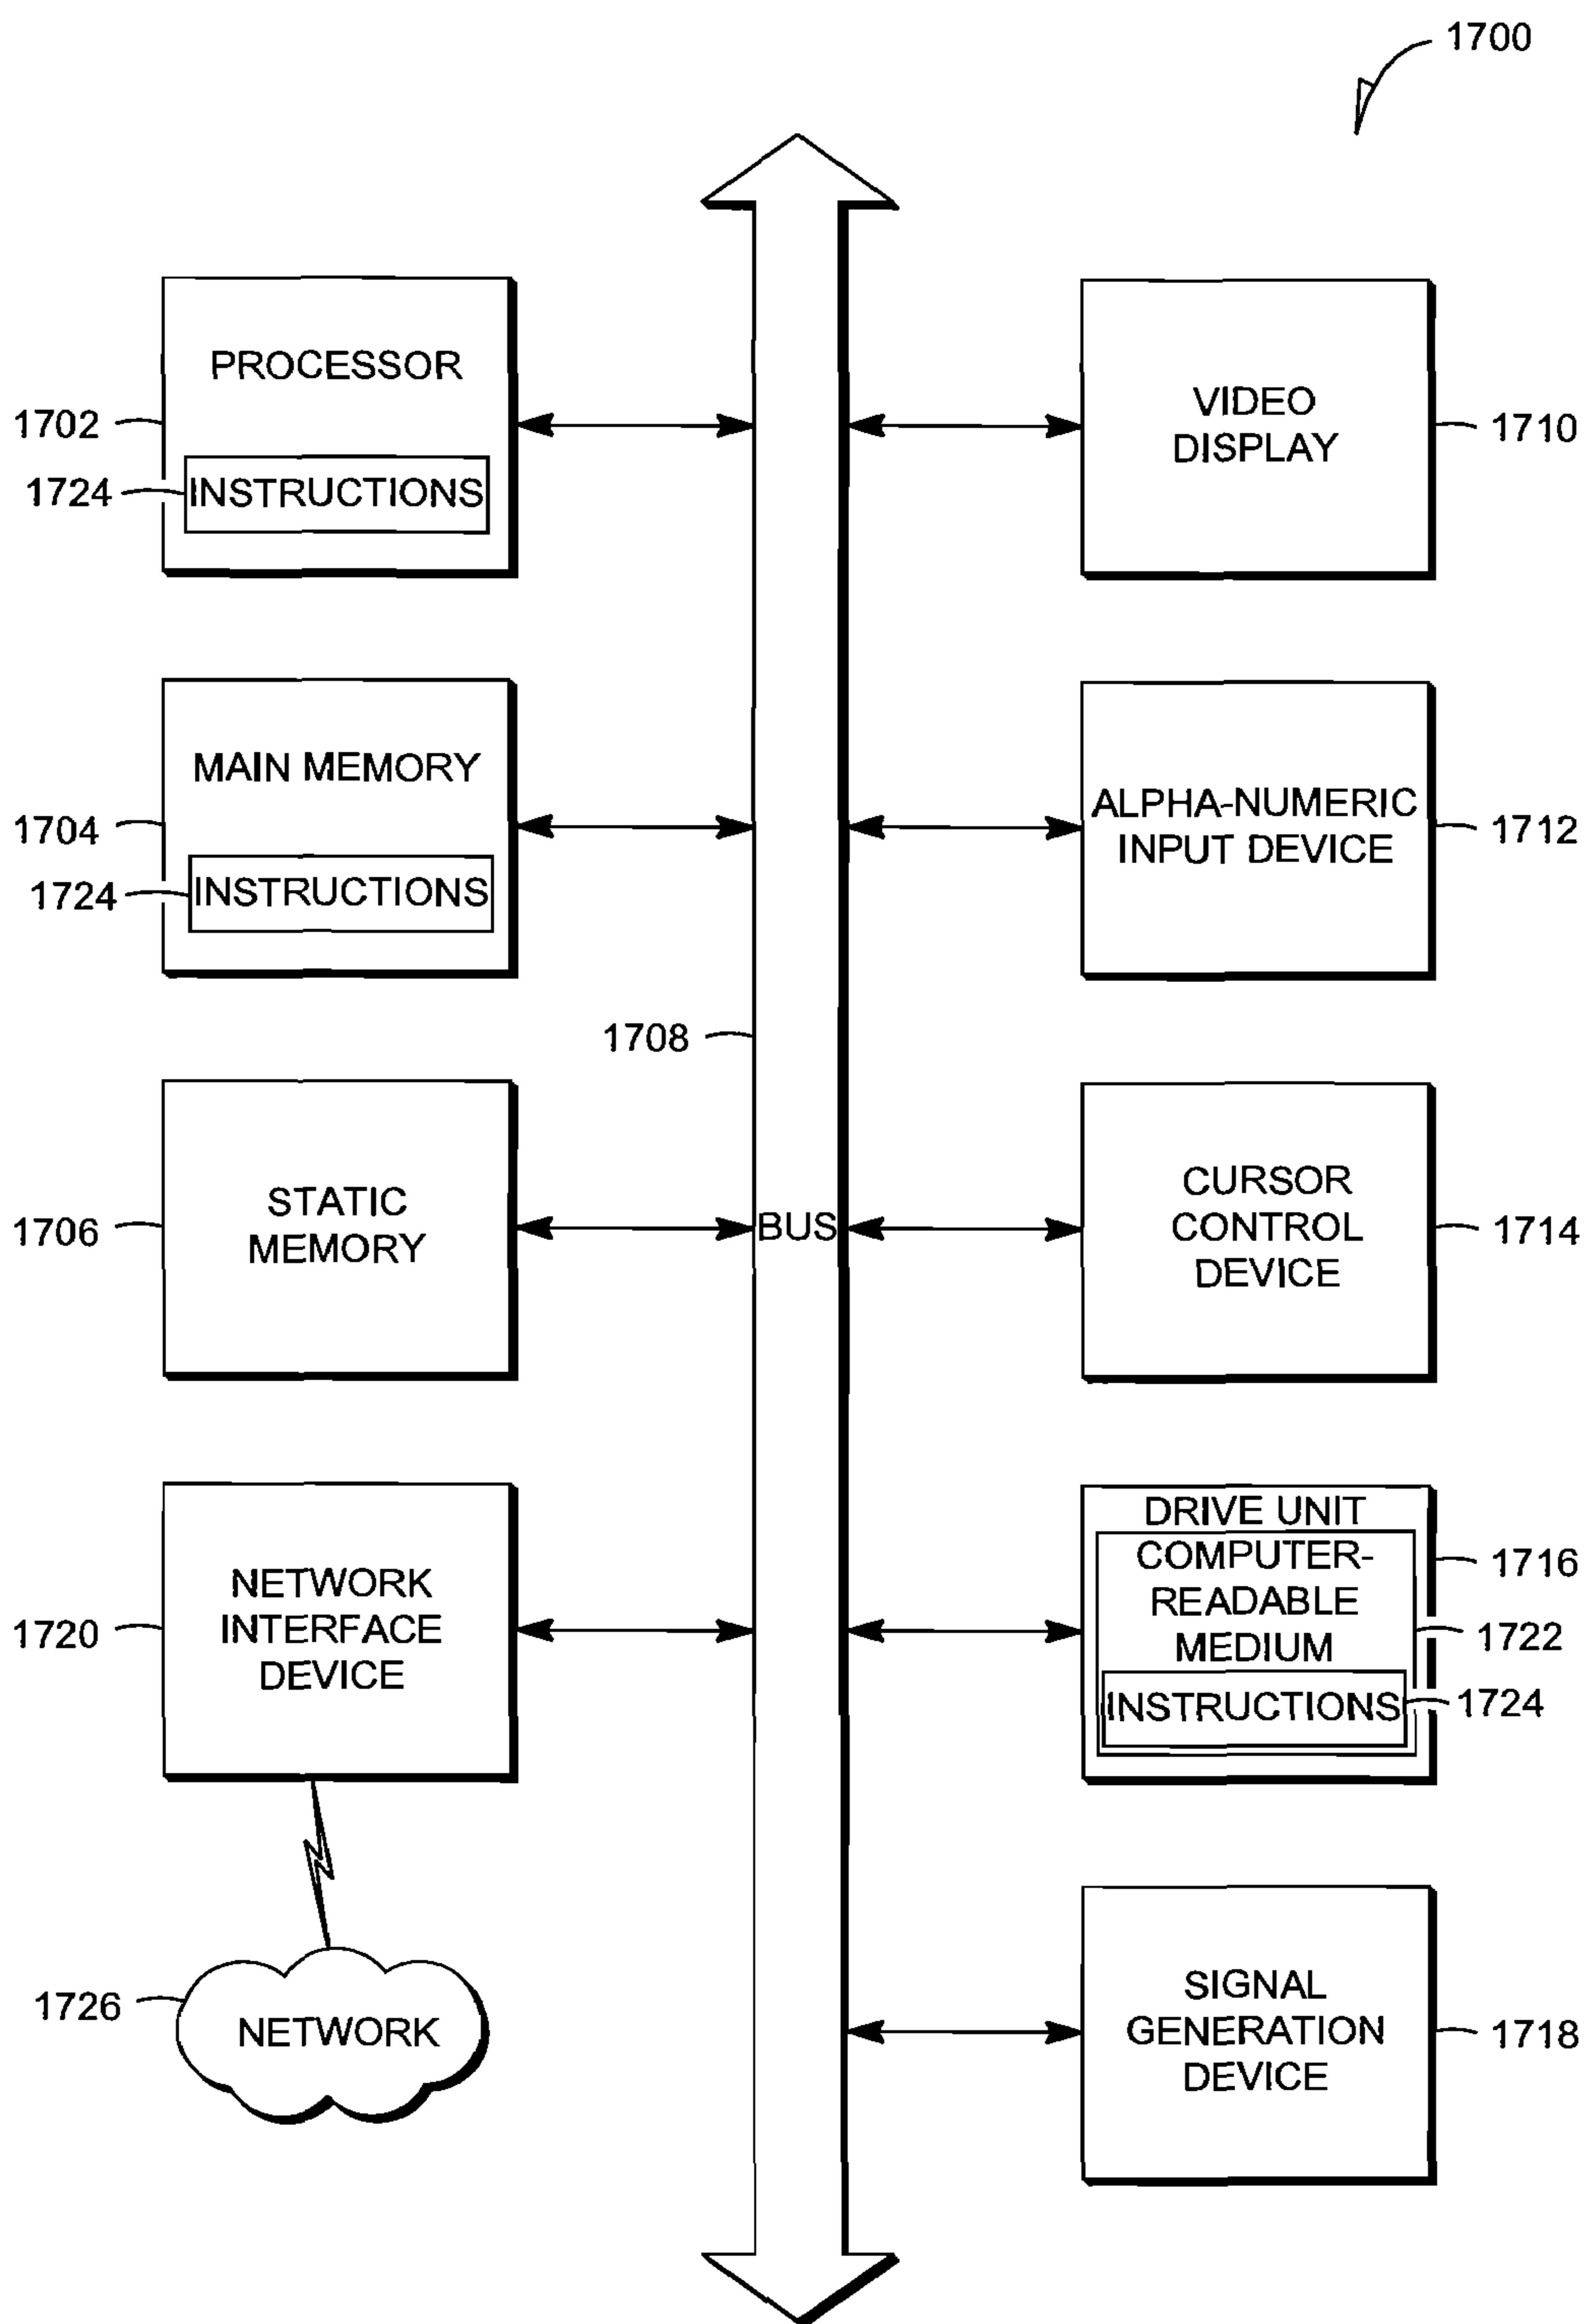 1700
PROCESSOR
1702
1724
INSTRUCTIONS
VIDEO
DISPLAY
1710
MAIN MEMORY
1704
1724
INSTRUCTIONS
ALPHA-NUMERIC
INPUT DEVICE
1712
1708
STATIC
MEMORY
1706
BUS
CURSOR
CONTROL
DEVICE
1714
NETWORK
INTERFACE
DEVICE
1720
DRIVE UNIT
COMPUTER-
READABLE
MEDIUM
1716
1722
INSTRUCTIONS
1724
1726
NETWORK
SIGNAL
GENERATION
DEVICE
1718